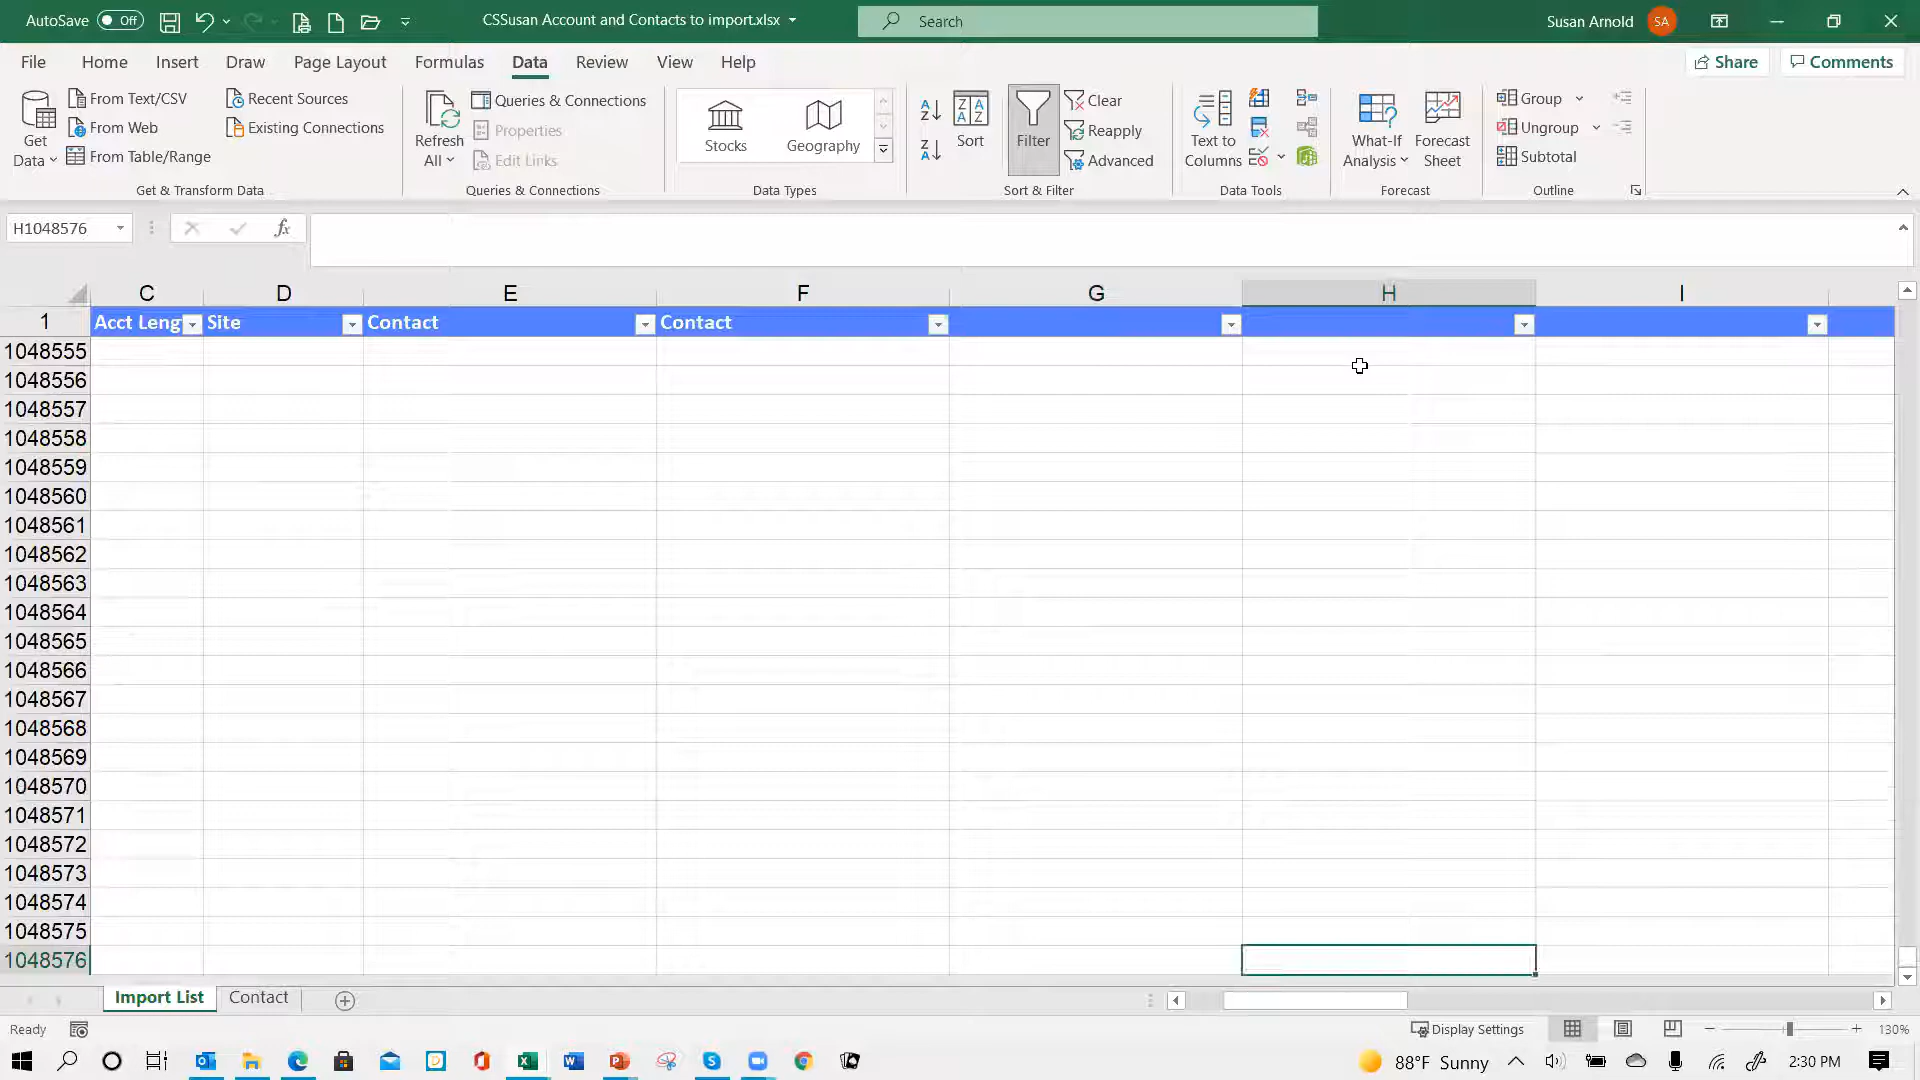 AutoSave Off CSSusan Account and Contacts to import.xlsx Search Susan Arnold SA
File Home Insert Draw Page Layout Formulas Data Review View Help Share Comments
Get Data
From Text/CSV
From Web
From Table/Range
Recent Sources
Existing Connections
Get & Transform Data
Refresh All
Queries & Connections
Properties
Edit Links
Queries & Connections
Stocks
Geography
Data Types
A Z
Z A
Z A A Z
Sort
Filter
Clear
Reapply
Advanced
Sort & Filter
Text to Columns
Data Tools
What-If Analysis
Forecast Sheet
Forecast
Group
Ungroup
Subtotal
Outline
H1048576 fx
C D E F G H I
1 Acct Leng Site Contact Contact
1048555
1048556
1048557
1048558
1048559
1048560
1048561
1048562
1048563
1048564
1048565
1048566
1048567
1048568
1048569
1048570
1048571
1048572
1048573
1048574
1048575
1048576
Import List Contact
Ready Display Settings 130%
88°F Sunny 2:30 PM